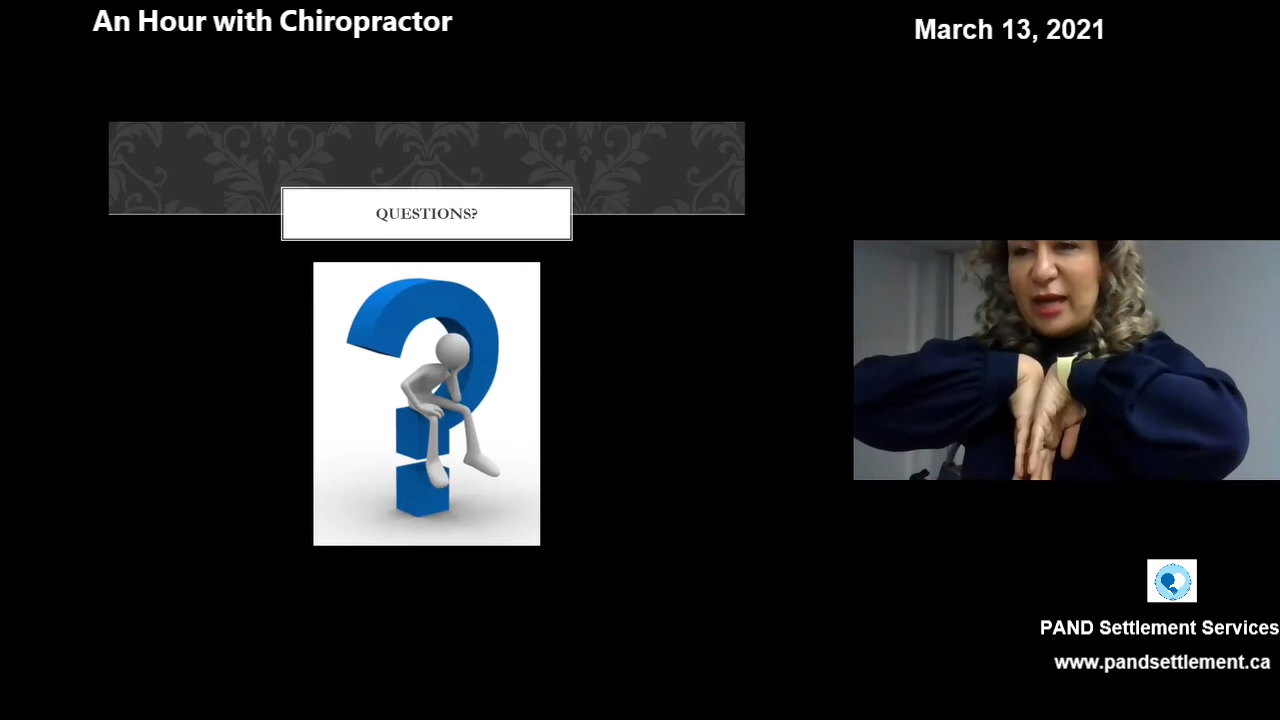 An Hour with Chiropractor
March 13, 2021
QUESTIONS?
PAND Settlement Services
www.pandsettlement.ca